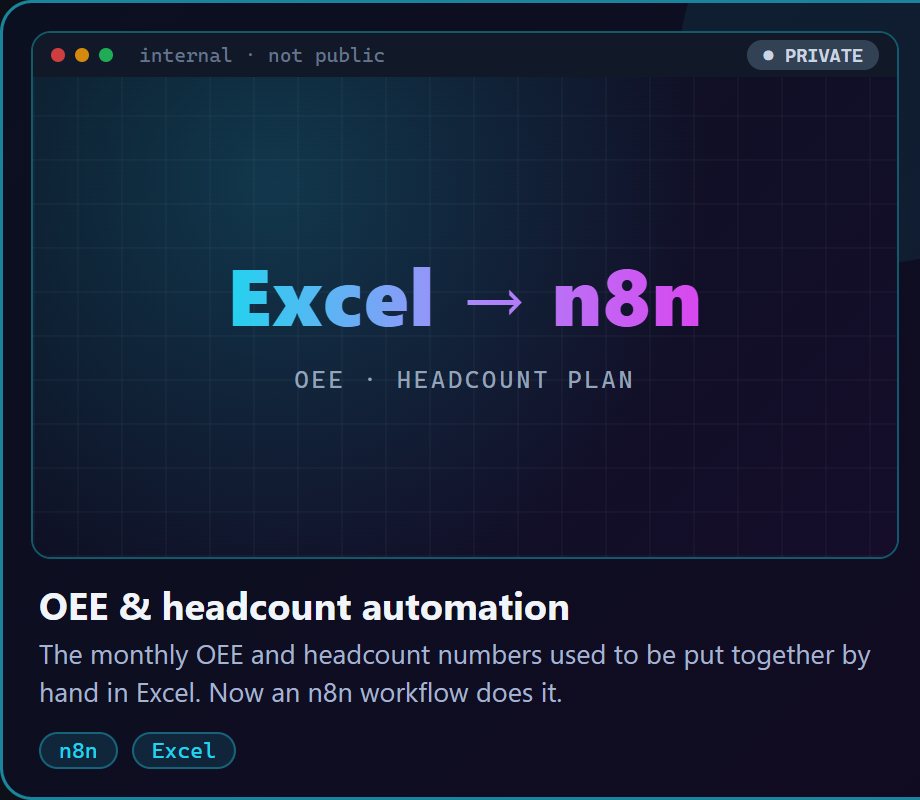 internal · not public
● PRIVATE
Excel → n8n
OEE · HEADCOUNT PLAN
OEE & headcount automation
The monthly OEE and headcount numbers used to be put together by
hand in Excel. Now an n8n workflow does it.
n8n
Excel